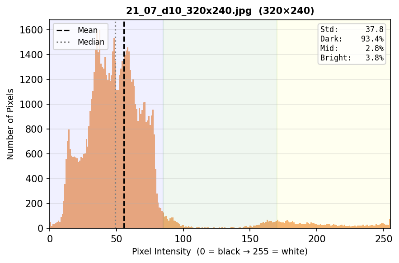 21_07_d10_320x240.jpg  (320×240)
Mean
Median
Std: 37.8
Dark: 93.4%
Mid: 2.8%
Bright: 3.8%
Number of Pixels
1600
1400
1200
1000
800
600
400
200
0
0 50 100 150 200 250
Pixel Intensity  (0 = black → 255 = white)